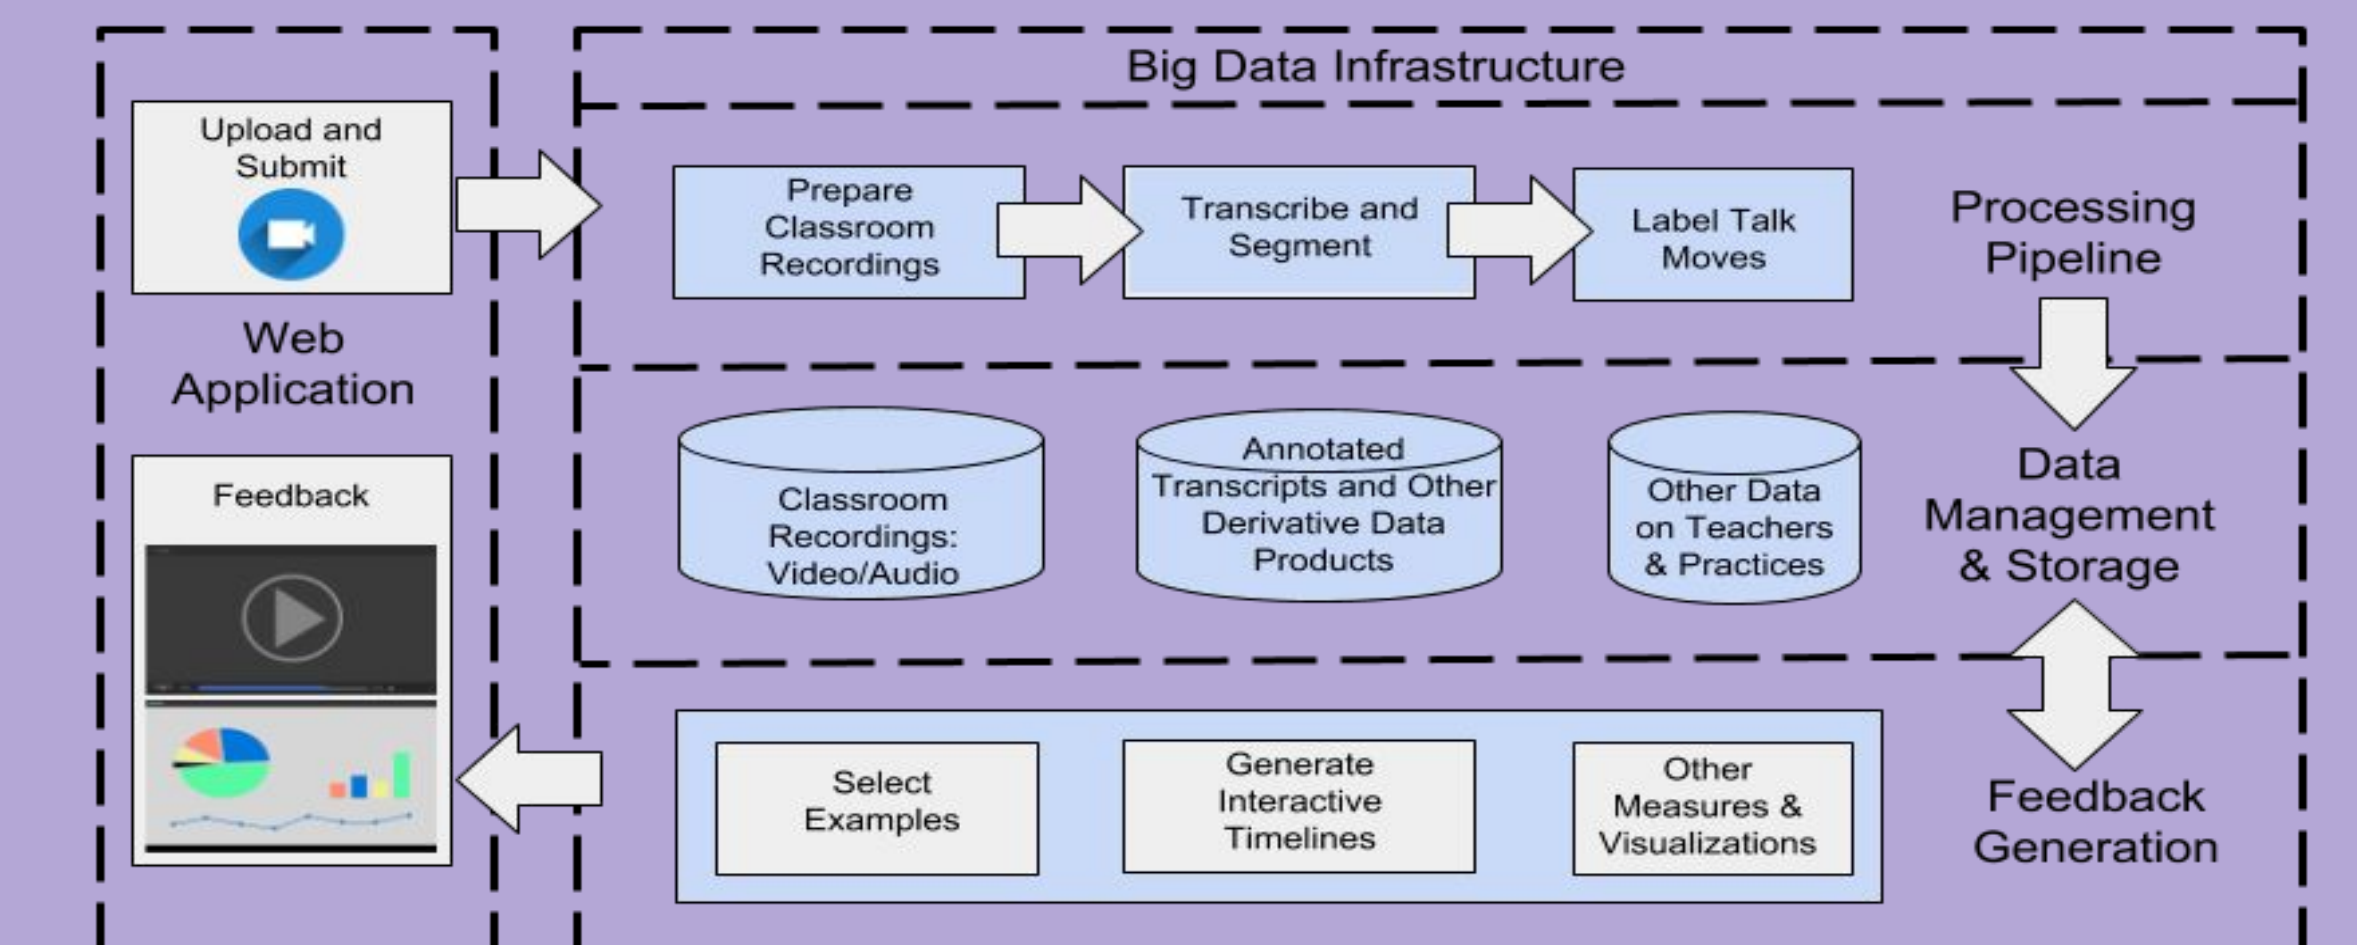 Big Data Infrastructure
Upload and
Submit
Web
Application
Feedback
Prepare
Classroom
Recordings
Transcribe and
Segment
Label Talk
Moves
Processing
Pipeline
Classroom
Recordings:
Video/Audio
Annotated
Transcripts and Other
Derivative Data
Products
Other Data
on Teachers
& Practices
Data
Management
& Storage
Select
Examples
Generate
Interactive
Timelines
Other
Measures &
Visualizations
Feedback
Generation